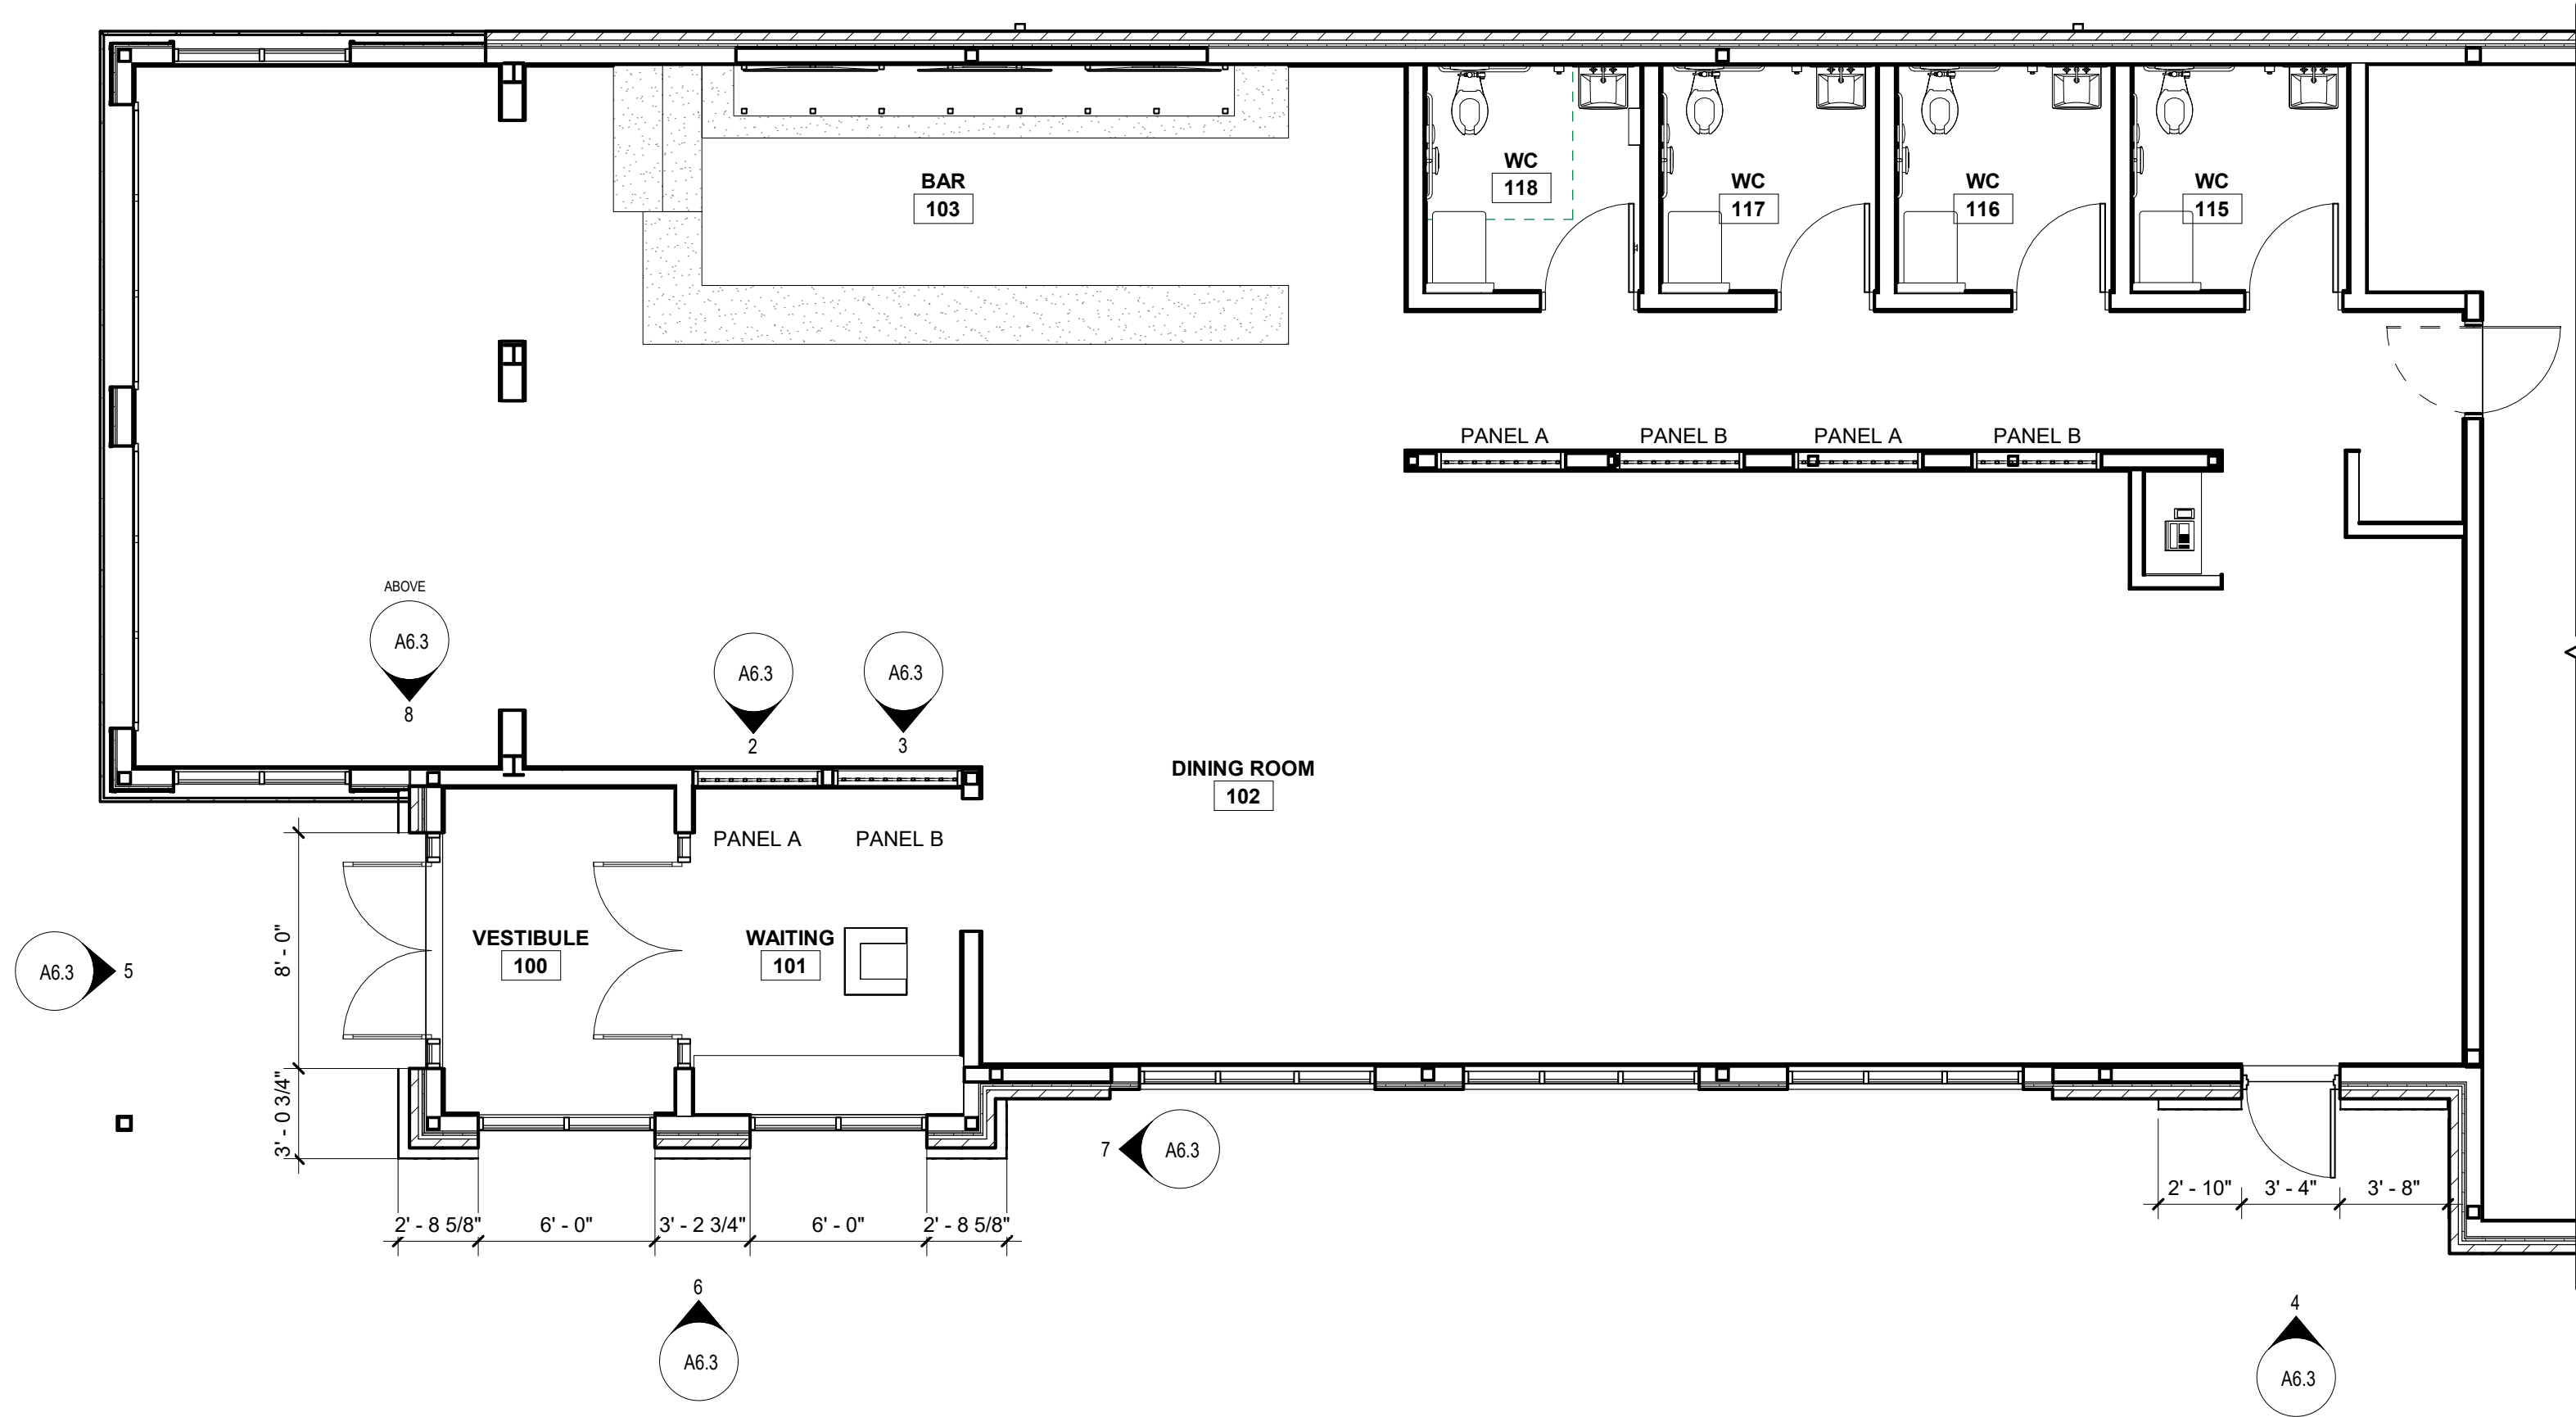 WC
118
BAR
103
WC
117
WC
116
WC
115
PANEL A
PANEL B
PANEL A
PANEL B
ABOVE
A6.3
8
A6.3
2
A6.3
3
DINING ROOM
102
PANEL A
PANEL B
VESTIBULE
100
WAITING
101
8' - 0"
A6.3
5
3' - 0 3/4"
7
A6.3
2' - 8 5/8"
6' - 0"
3' - 2 3/4"
6' - 0"
2' - 8 5/8"
2' - 10"
3' - 4"
3' - 8"
6
A6.3
4
A6.3